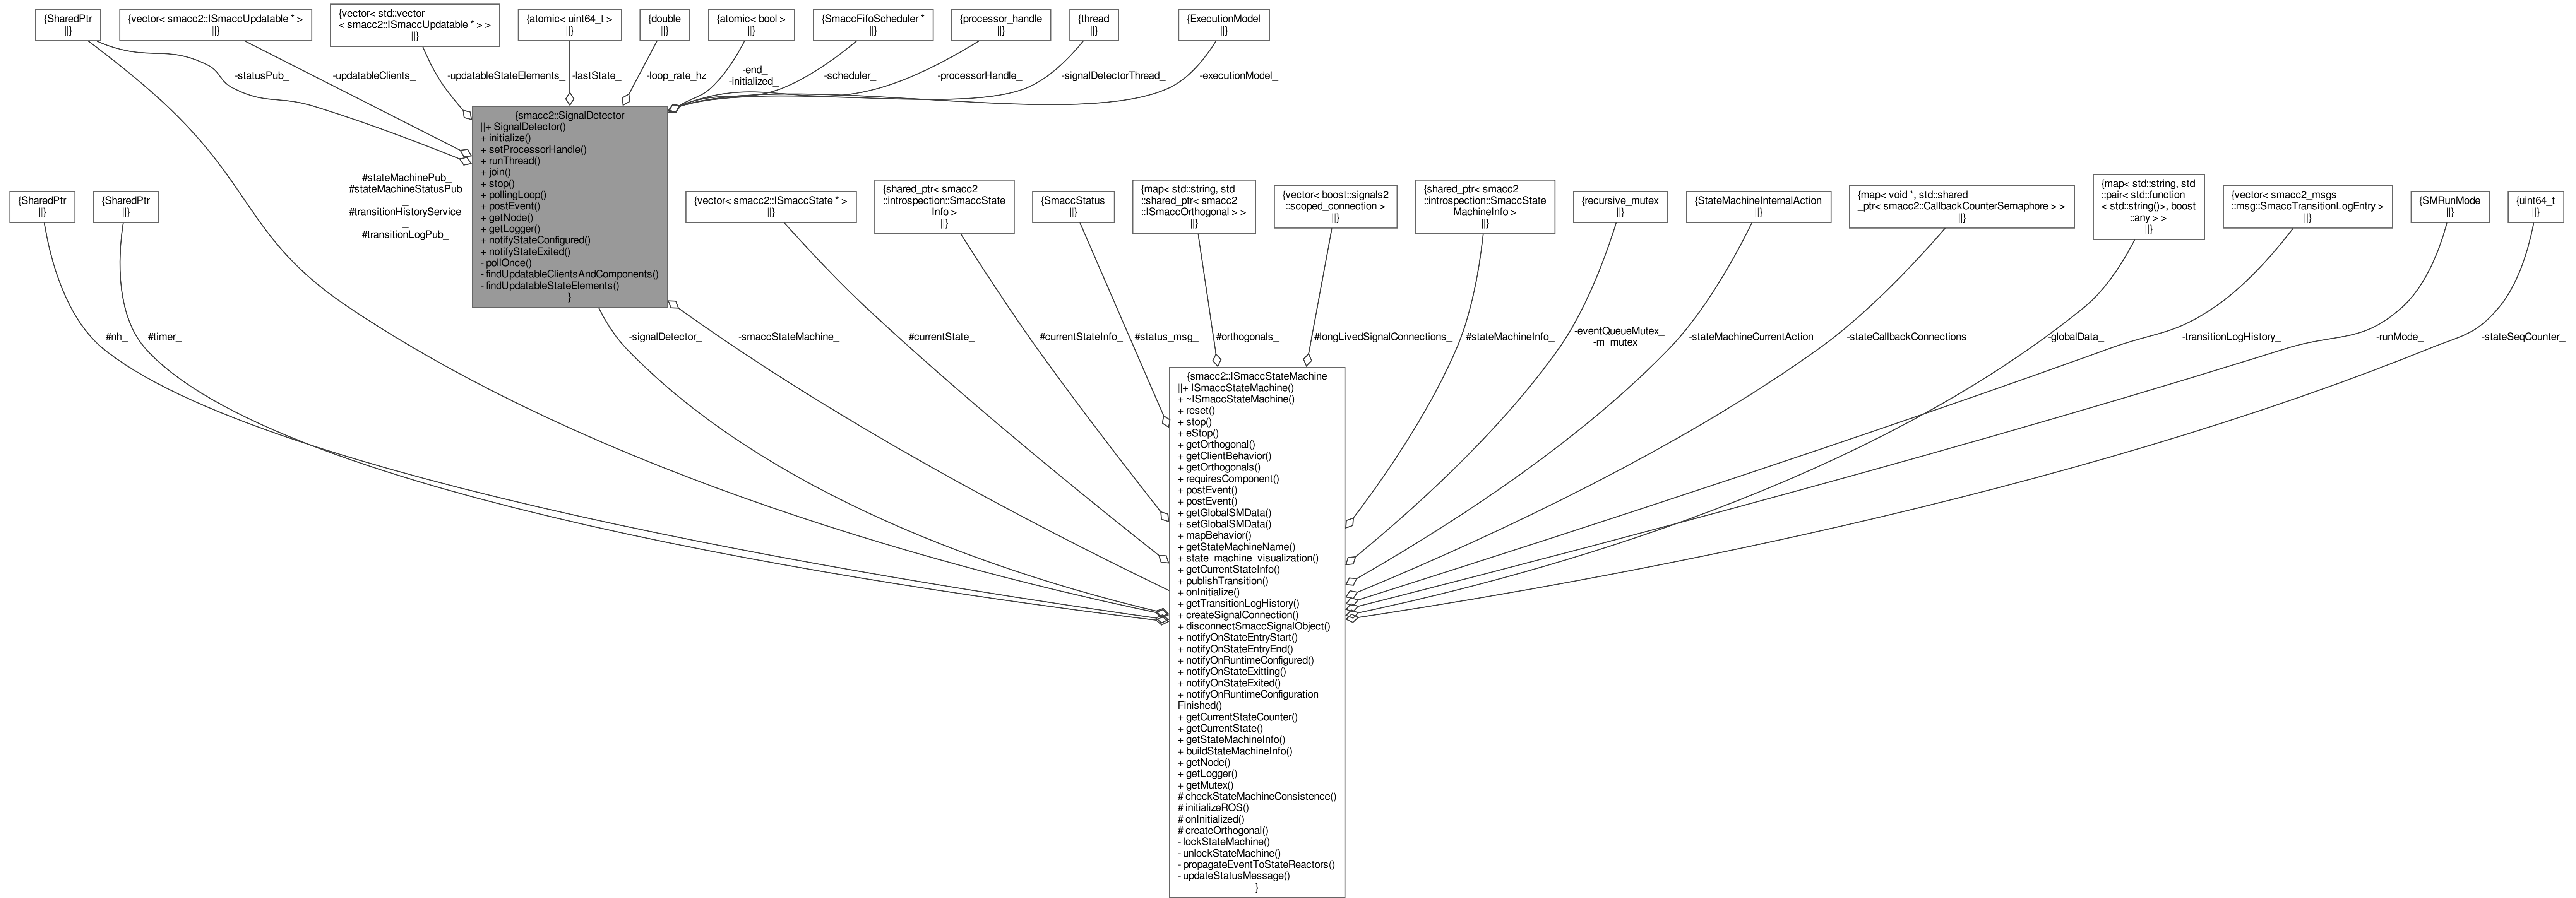 {SharedPtr
||}
{vector< smacc2::ISmaccUpdatable * >
||}
{vector< std::vector
< smacc2::ISmaccUpdatable * > >
||}
{atomic< uint64_t >
||}
{double
||}
{atomic< bool >
||}
{SmaccFifoScheduler *
||}
{processor_handle
||}
{thread
||}
{ExecutionModel
||}
-statusPub_
-updatableClients_
-updatableStateElements_
-lastState_
-loop_rate_hz
-end_
-initialized_
-scheduler_
-processorHandle_
-signalDetectorThread_
-executionModel_
{smacc2::SignalDetector
||+ SignalDetector()
+ initialize()
+ setProcessorHandle()
+ runThread()
+ join()
+ stop()
+ pollingLoop()
+ postEvent()
+ getNode()
+ getLogger()
+ notifyStateConfigured()
+ notifyStateExited()
- pollOnce()
- findUpdatableClientsAndComponents()
- findUpdatableStateElements()
}
#stateMachinePub_
#stateMachineStatusPub
_
#transitionHistoryService
_
#transitionLogPub_
{SharedPtr
||}
{SharedPtr
||}
{vector< smacc2::ISmaccState * >
||}
{shared_ptr< smacc2
::introspection::SmaccState
Info >
||}
{SmaccStatus
||}
{map< std::string, std
::shared_ptr< smacc2
::ISmaccOrthogonal > >
||}
{vector< boost::signals2
::scoped_connection >
||}
{shared_ptr< smacc2
::introspection::SmaccState
MachineInfo >
||}
{recursive_mutex
||}
{StateMachineInternalAction
||}
{map< void *, std::shared
_ptr< smacc2::CallbackCounterSemaphore > >
||}
{map< std::string, std
::pair< std::function
< std::string()>, boost
::any > >
||}
{vector< smacc2_msgs
::msg::SmaccTransitionLogEntry >
||}
{SMRunMode
||}
{uint64_t
||}
#nh_
#timer_
-signalDetector_
-smaccStateMachine_
#currentState_
#currentStateInfo_
#status_msg_
#orthogonals_
#longLivedSignalConnections_
#stateMachineInfo_
-eventQueueMutex_
-m_mutex_
-stateMachineCurrentAction
-stateCallbackConnections
-globalData_
-transitionLogHistory_
-runMode_
-stateSeqCounter_
{smacc2::ISmaccStateMachine
||+ ISmaccStateMachine()
+ ~ISmaccStateMachine()
+ reset()
+ stop()
+ eStop()
+ getOrthogonal()
+ getClientBehavior()
+ getOrthogonals()
+ requiresComponent()
+ postEvent()
+ postEvent()
+ getGlobalSMData()
+ setGlobalSMData()
+ mapBehavior()
+ getStateMachineName()
+ state_machine_visualization()
+ getCurrentStateInfo()
+ publishTransition()
+ onInitialize()
+ getTransitionLogHistory()
+ createSignalConnection()
+ disconnectSmaccSignalObject()
+ notifyOnStateEntryStart()
+ notifyOnStateEntryEnd()
+ notifyOnRuntimeConfigured()
+ notifyOnStateExitting()
+ notifyOnStateExited()
+ notifyOnRuntimeConfiguration
Finished()
+ getCurrentStateCounter()
+ getCurrentState()
+ getStateMachineInfo()
+ buildStateMachineInfo()
+ getNode()
+ getLogger()
+ getMutex()
# checkStateMachineConsistence()
# initializeROS()
# onInitialized()
# createOrthogonal()
- lockStateMachine()
- unlockStateMachine()
- propagateEventToStateReactors()
- updateStatusMessage()
}